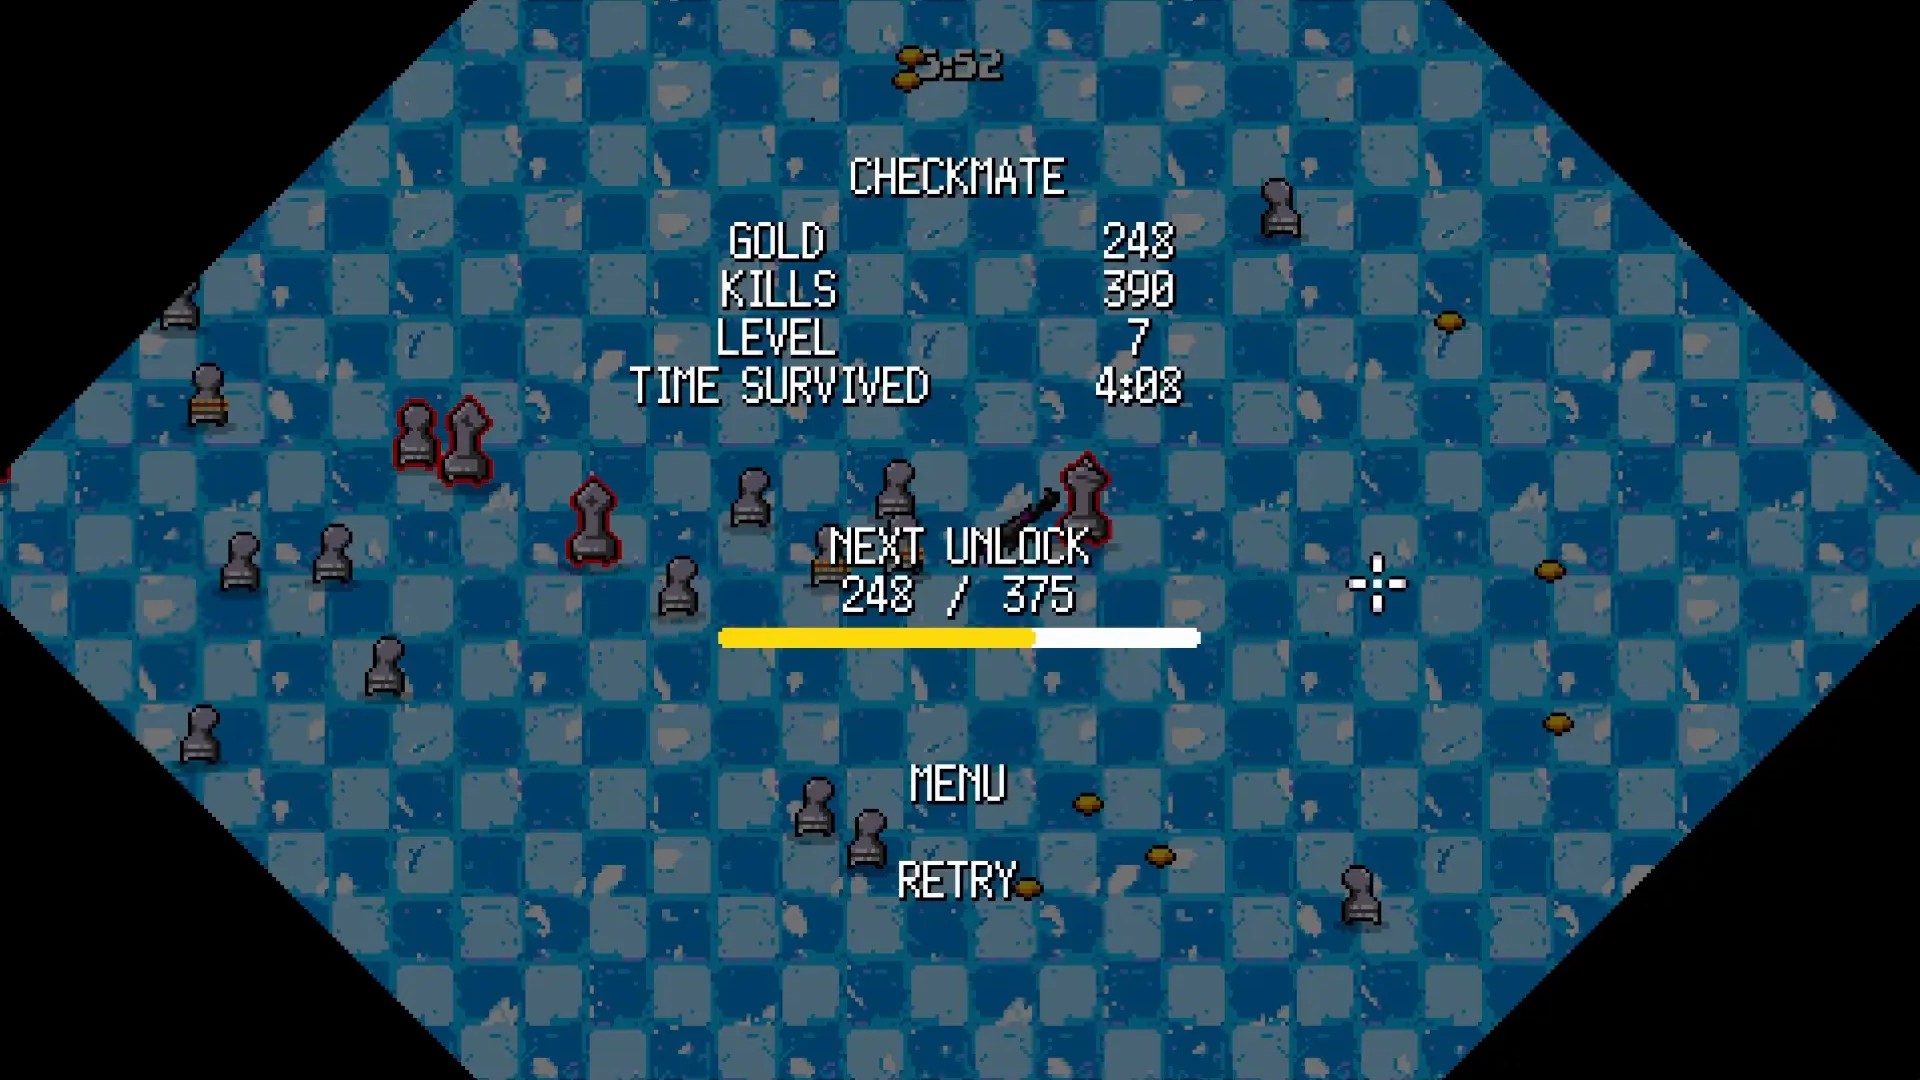 5:52
CHECKMATE
GOLD 248
KILLS 390
LEVEL 7
TIME SURVIVED 4:08
NEXT UNLOCK
248 / 375
MENU
RETRY